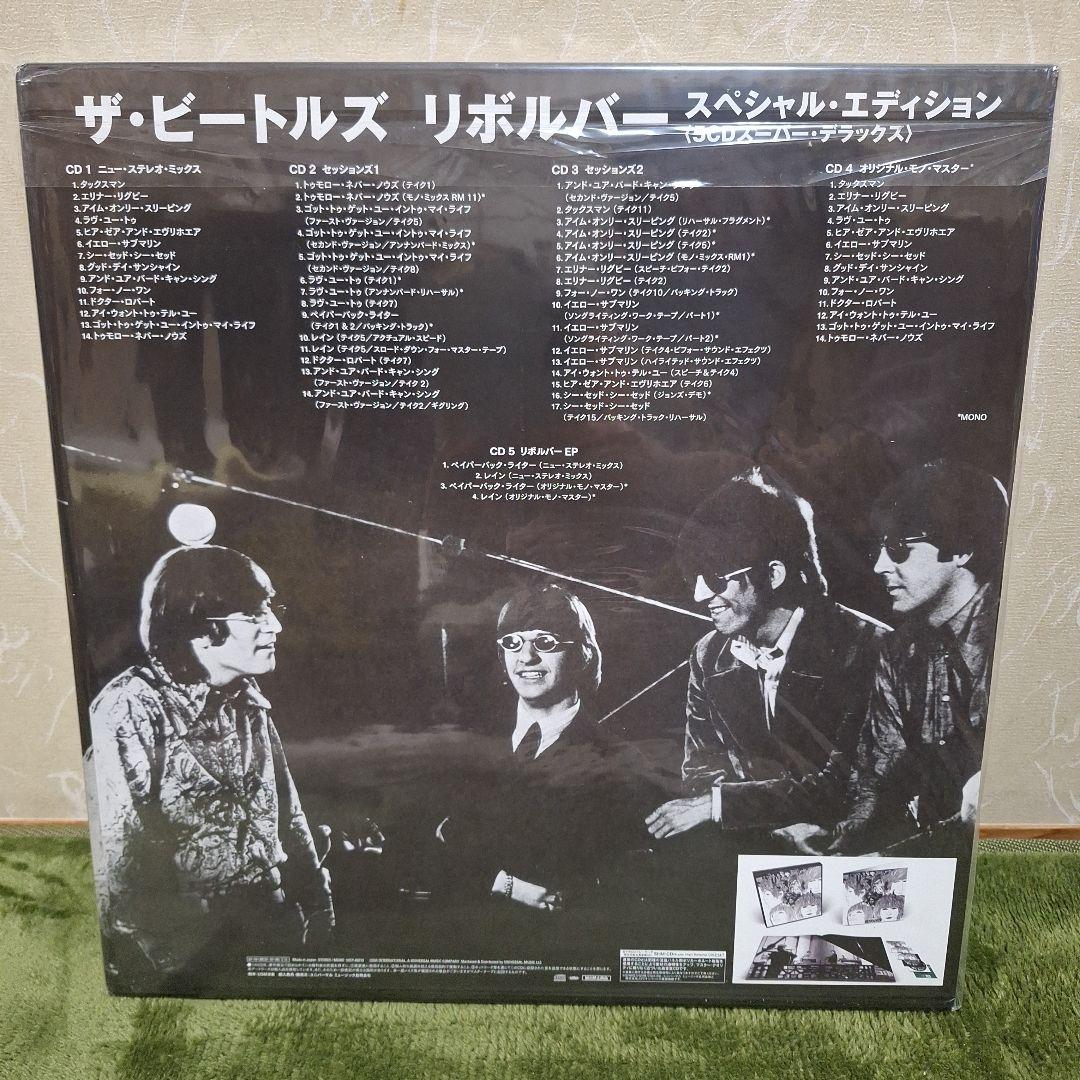 ザ・ビートルズ リボルバー スペシャル・エディション
〈5CDスーパー・デラックス〉
CD 1 ニュー・ステレオ・ミックス
1. タックスマン
2. エリナー・リグビー
3. アイム・オンリー・スリーピング
4. ラヴ・ユー・トゥ
5. ヒア・ゼア・アンド・エヴリホエア
6. イエロー・サブマリン
7. シー・セッド・シー・セッド
8. グッド・デイ・サンシャイン
9. アンド・ユア・バード・キャン・シング
10. フォー・ノー・ワン
11. ドクター・ロバート
12. アイ・ウォント・トゥ・テル・ユー
13. ゴット・トゥ・ゲット・ユー・イントゥ・マイ・ライフ
14. トゥモロー・ネバー・ノウズ
CD 2 セッションズ1
1. トゥモロー・ネバー・ノウズ (テイク1)
2. トゥモロー・ネバー・ノウズ (モノ・ミックス RM 11)*
3. ゴット・トゥ・ゲット・ユー・イントゥ・マイ・ライフ
(ファースト・ヴァージョン/テイク5)
4. ゴット・トゥ・ゲット・ユー・イントゥ・マイ・ライフ
(セカンド・ヴァージョン/アンナンバード・ミックス)*
5. ゴット・トゥ・ゲット・ユー・イントゥ・マイ・ライフ
(セカンド・ヴァージョン/テイク8)
6. ラヴ・ユー・トゥ (テイク1)*
7. ラヴ・ユー・トゥ (アンナンバード・リハーサル)*
8. ラヴ・ユー・トゥ (テイク7)
9. ペイパーバック・ライター
(テイク1 & 2/バッキング・トラック)*
10. レイン (テイク5/アクチュアル・スピード)
11. レイン (テイク5/スロード・ダウン・フォー・マスター・テープ)
12. ドクター・ロバート (テイク7)
13. アンド・ユア・バード・キャン・シング
(ファースト・ヴァージョン/テイク 2)
14. アンド・ユア・バード・キャン・シング
(ファースト・ヴァージョン/テイク2/ギグリング)
CD 3 セッションズ2
1. アンド・ユア・バード・キャン・シング
(セカンド・ヴァージョン/テイク5)
2. タックスマン (テイク11)
3. アイム・オンリー・スリーピング (リハーサル・フラグメント)*
4. アイム・オンリー・スリーピング (テイク2)*
5. アイム・オンリー・スリーピング (テイク5)*
6. アイム・オンリー・スリーピング (モノ・ミックス・RM1)*
7. エリナー・リグビー (スピーチ・ビフォー・テイク2)
8. エリナー・リグビー (テイク2)
9. フォー・ノー・ワン (テイク10/バッキング・トラック)
10. イエロー・サブマリン
(ソングライティング・ワーク・テープ/パート1)*
11. イエロー・サブマリン
(ソングライティング・ワーク・テープ/パート2)*
12. イエロー・サブマリン (テイク4・ビフォー・サウンド・エフェクツ)
13. イエロー・サブマリン (ハイライテッド・サウンド・エフェクツ)
14. アイ・ウォント・トゥ・テル・ユー (スピーチ&テイク4)
15. ヒア・ゼア・アンド・エヴリホエア (テイク6)
16. シー・セッド・シー・セッド (ジョンズ・デモ)*
17. シー・セッド・シー・セッド
(テイク15/バッキング・トラック・リハーサル)
CD 4 オリジナル・モノ・マスター*
1. タックスマン
2. エリナー・リグビー
3. アイム・オンリー・スリーピング
4. ラヴ・ユー・トゥ
5. ヒア・ゼア・アンド・エヴリホエア
6. イエロー・サブマリン
7. シー・セッド・シー・セッド
8. グッド・デイ・サンシャイン
9. アンド・ユア・バード・キャン・シング
10. フォー・ノー・ワン
11. ドクター・ロバート
12. アイ・ウォント・トゥ・テル・ユー
13. ゴット・トゥ・ゲット・ユー・イントゥ・マイ・ライフ
14. トゥモロー・ネバー・ノウズ
*MONO
CD 5 リボルバー EP
1. ペイパーバック・ライター (ニュー・ステレオ・ミックス)
2. レイン (ニュー・ステレオ・ミックス)
3. ペイパーバック・ライター (オリジナル・モノ・マスター)*
4. レイン (オリジナル・モノ・マスター)*